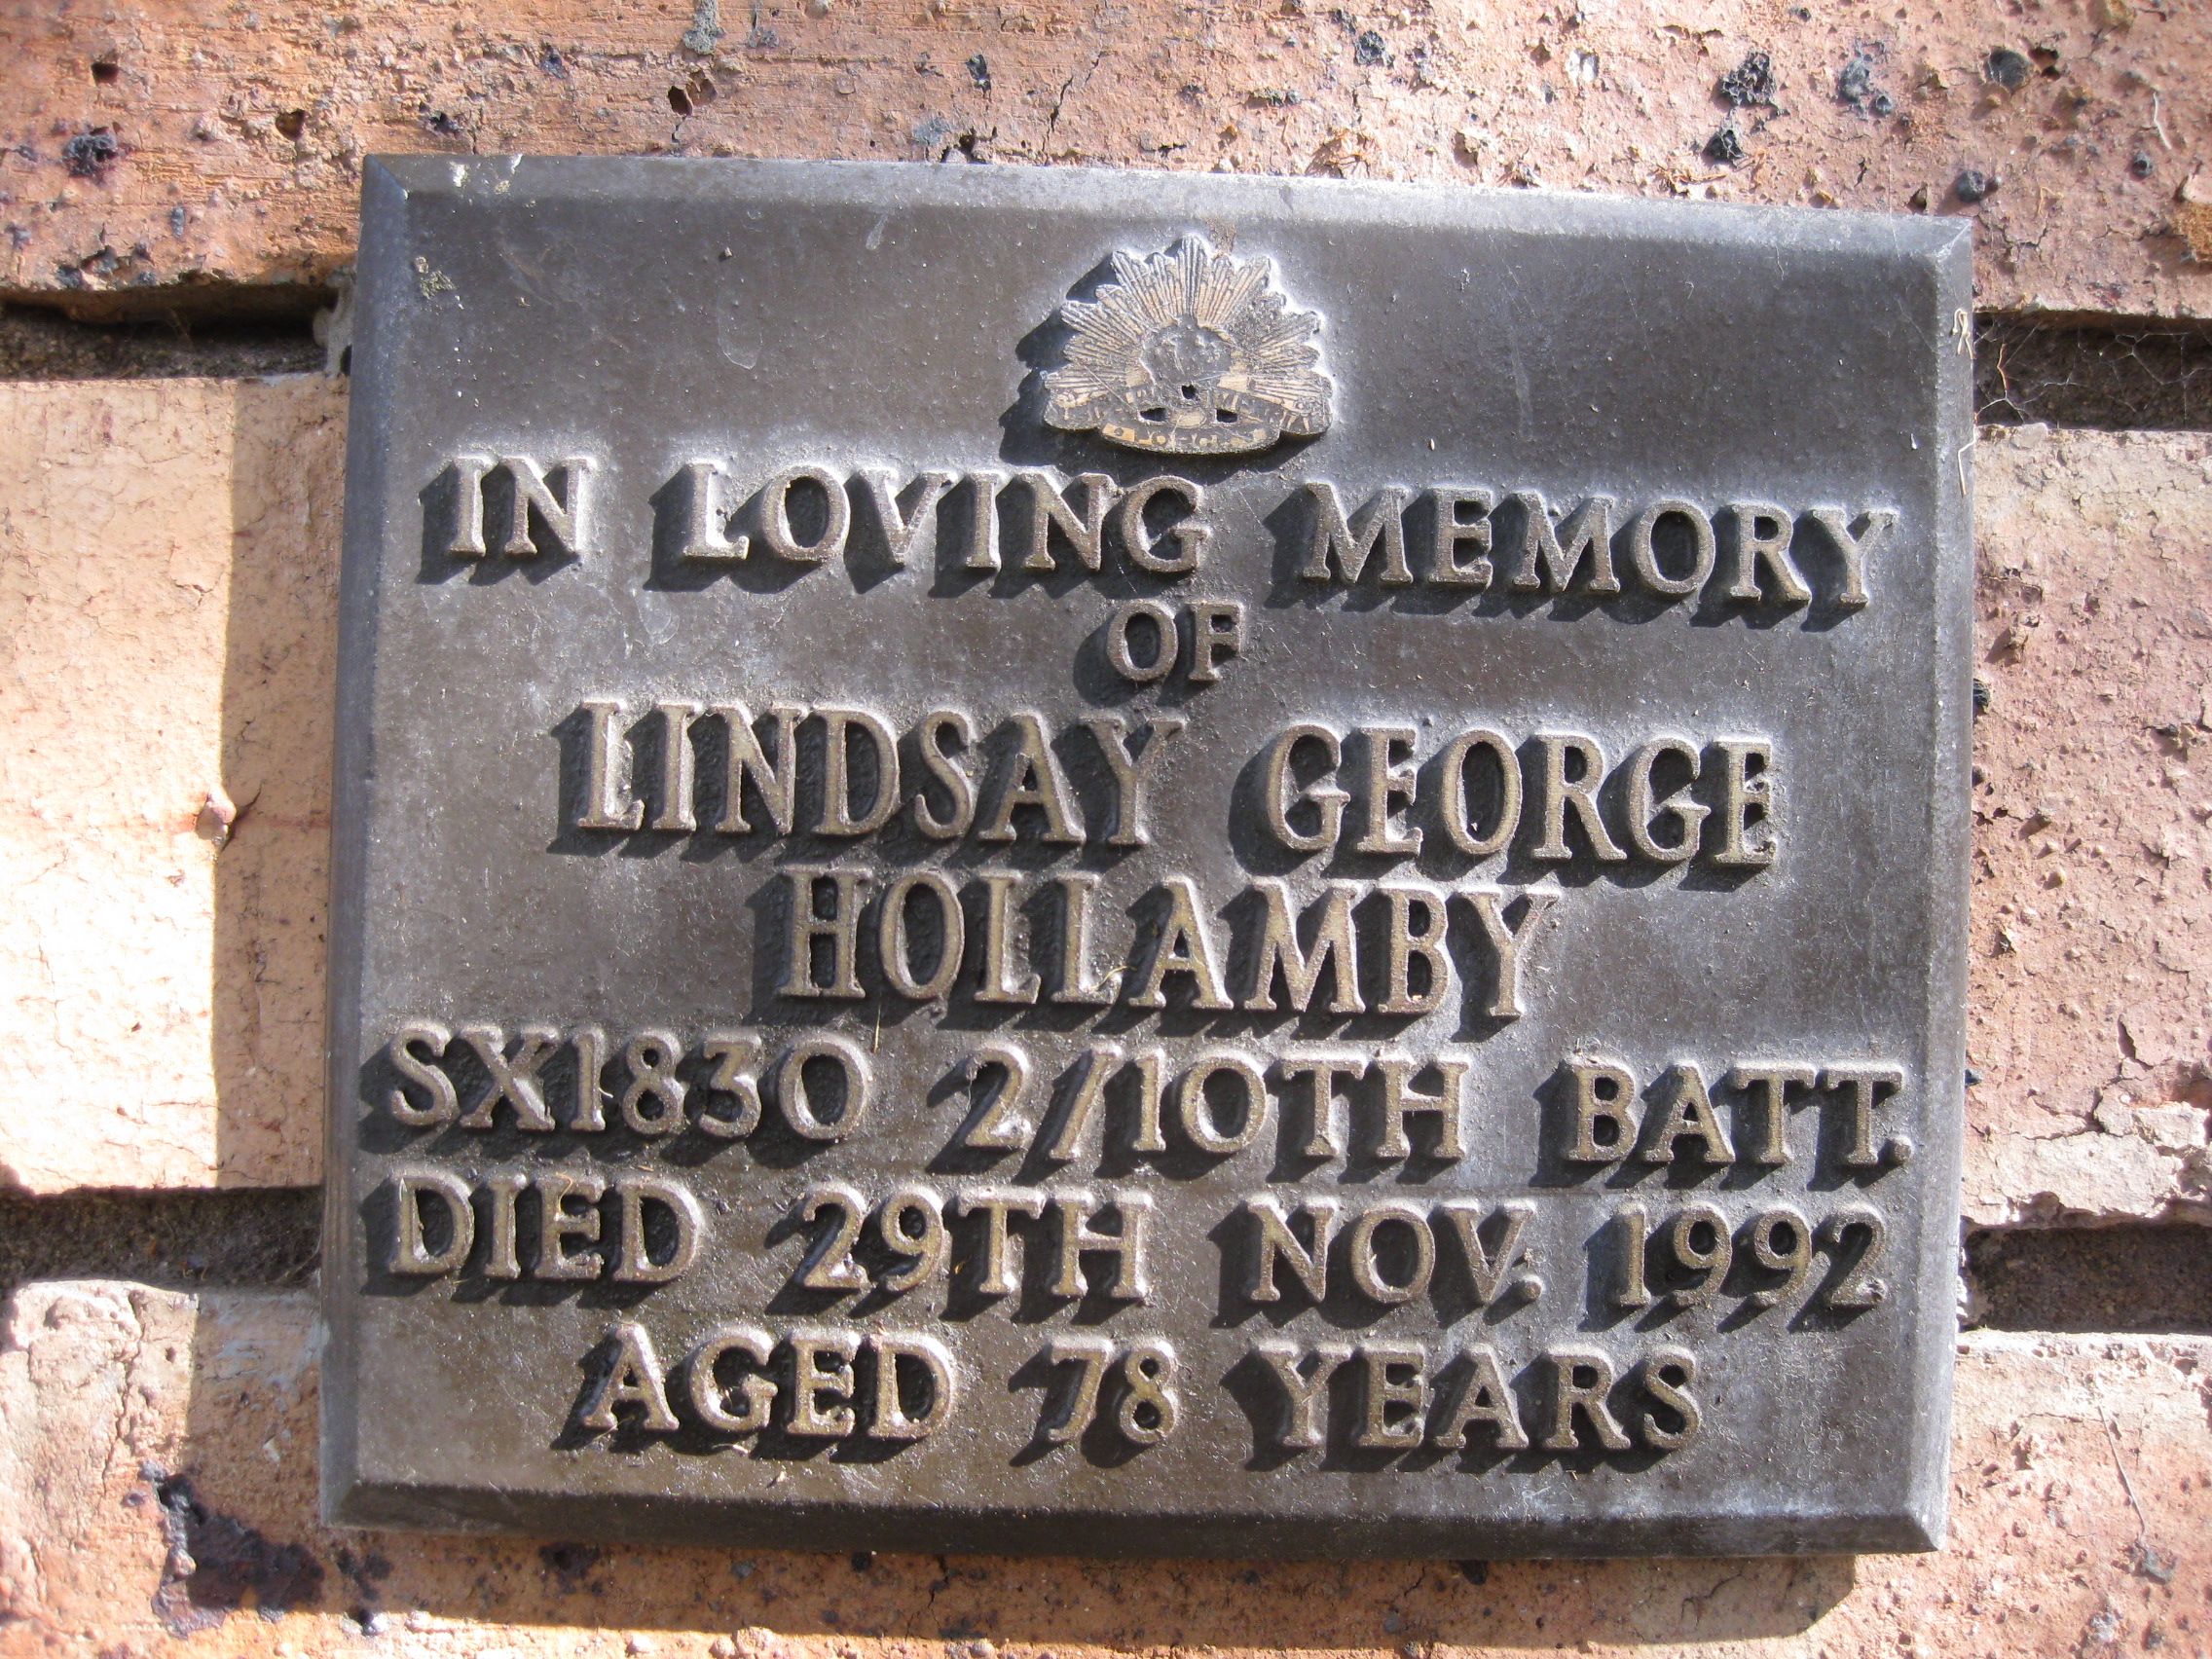 IN LOVING MEMORY
OF
LINDSAY GEORGE
HOLLAMBY
SX1830 2/10TH BATT.
DIED 29TH NOV. 1992
AGED 78 YEARS